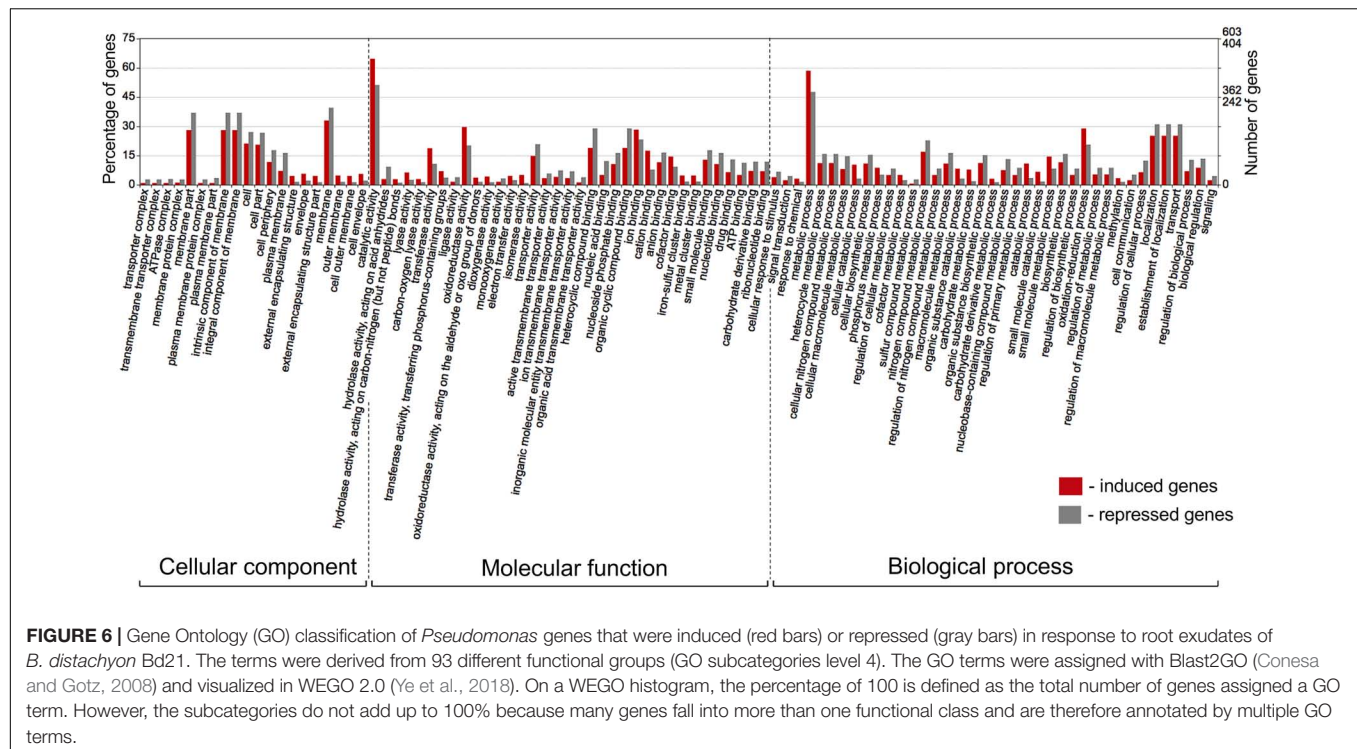 Percentage of genes
75
60
45
30
15
0
603
404
362
242
0
Number of genes
transporter complex
transmembrane transporter complex
ATPase complex
membrane protein complex
membrane part
plasma membrane protein complex
plasma membrane part
intrinsic component of membrane
integral component of membrane
cell
cell part
cell periphery
plasma membrane
external encapsulating structure
envelope
external encapsulating structure part
membrane
outer membrane
cell outer membrane
cell envelope
catalytic activity
hydrolase activity, acting on acid anhydrides
hydrolase activity, acting on carbon-nitrogen (but not peptide) bonds
lyase activity
carbon-oxygen lyase activity
transferase activity
transferase activity, transferring phosphorus-containing groups
ligase activity
oxidoreductase activity
oxidoreductase activity, acting on the aldehyde or oxo group of donors
dioxygenase activity
monooxygenase activity
electron transfer activity
isomerase activity
transporter activity
active transmembrane transporter activity
ion transmembrane transporter activity
inorganic molecular entity transmembrane transporter activity
organic acid transmembrane transporter activity
heterocyclic compound binding
nucleic acid binding
nucleoside phosphate binding
organic cyclic compound binding
ion binding
cation binding
anion binding
cofactor binding
iron-sulfur cluster binding
metal cluster binding
small molecule binding
nucleotide binding
drug binding
ATP binding
carbohydrate derivative binding
ribonucleotide binding
cellular response to stimulus
signal transduction
response to chemical
metabolic process
heterocycle metabolic process
cellular nitrogen compound metabolic process
cellular macromolecule metabolic process
cellular catabolic process
cellular biosynthetic process
phosphorus metabolic process
regulation of cellular metabolic process
cofactor metabolic process
sulfur compound metabolic process
nitrogen compound metabolic process
regulation of nitrogen compound metabolic process
macromolecule metabolic process
organic substance catabolic process
carbohydrate metabolic process
organic substance biosynthetic process
carbohydrate derivative metabolic process
nucleobase-containing compound metabolic process
regulation of primary metabolic process
catabolic process
small molecule catabolic process
small molecule metabolic process
biosynthetic process
regulation of biosynthetic process
oxidation-reduction process
regulation of metabolic process
regulation of macromolecule metabolic process
methylation
cell communication
regulation of cellular process
localization
establishment of localization
transport
regulation of biological process
biological regulation
signaling
- induced genes
- repressed genes
Cellular component
Molecular function
Biological process
FIGURE 6 | Gene Ontology (GO) classification of Pseudomonas genes that were induced (red bars) or repressed (gray bars) in response to root exudates of
B. distachyon Bd21. The terms were derived from 93 different functional groups (GO subcategories level 4). The GO terms were assigned with Blast2GO (Conesa
and Gotz, 2008) and visualized in WEGO 2.0 (Ye et al., 2018). On a WEGO histogram, the percentage of 100 is defined as the total number of genes assigned a GO
term. However, the subcategories do not add up to 100% because many genes fall into more than one functional class and are therefore annotated by multiple GO
terms.